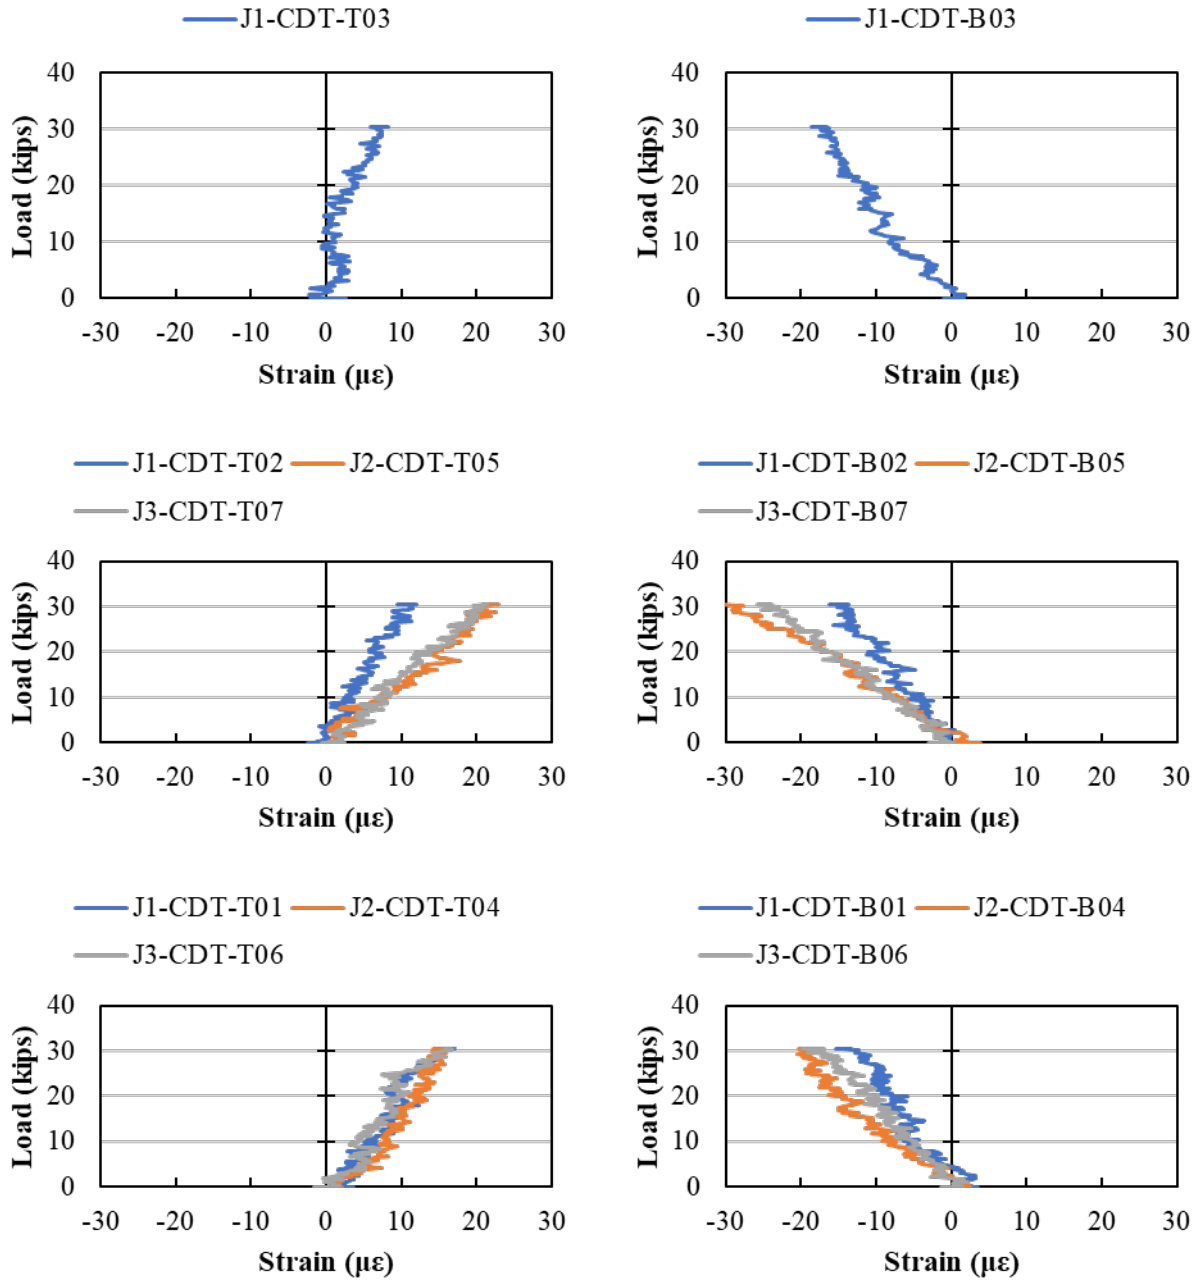 J1-CDT-T03
40
30
20
10
0
-30 -20 -10 0 10 20 30
Load (kips)
Strain (με)
J1-CDT-B03
40
30
20
10
0
-30 -20 -10 0 10 20 30
Load (kips)
Strain (με)
J1-CDT-T02 J2-CDT-T05
J3-CDT-T07
40
30
20
10
0
-30 -20 -10 0 10 20 30
Load (kips)
Strain (με)
J1-CDT-B02 J2-CDT-B05
J3-CDT-B07
40
30
20
10
0
-30 -20 -10 0 10 20 30
Load (kips)
Strain (με)
J1-CDT-T01 J2-CDT-T04
J3-CDT-T06
40
30
20
10
0
-30 -20 -10 0 10 20 30
Load (kips)
Strain (με)
J1-CDT-B01 J2-CDT-B04
J3-CDT-B06
40
30
20
10
0
-30 -20 -10 0 10 20 30
Load (kips)
Strain (με)